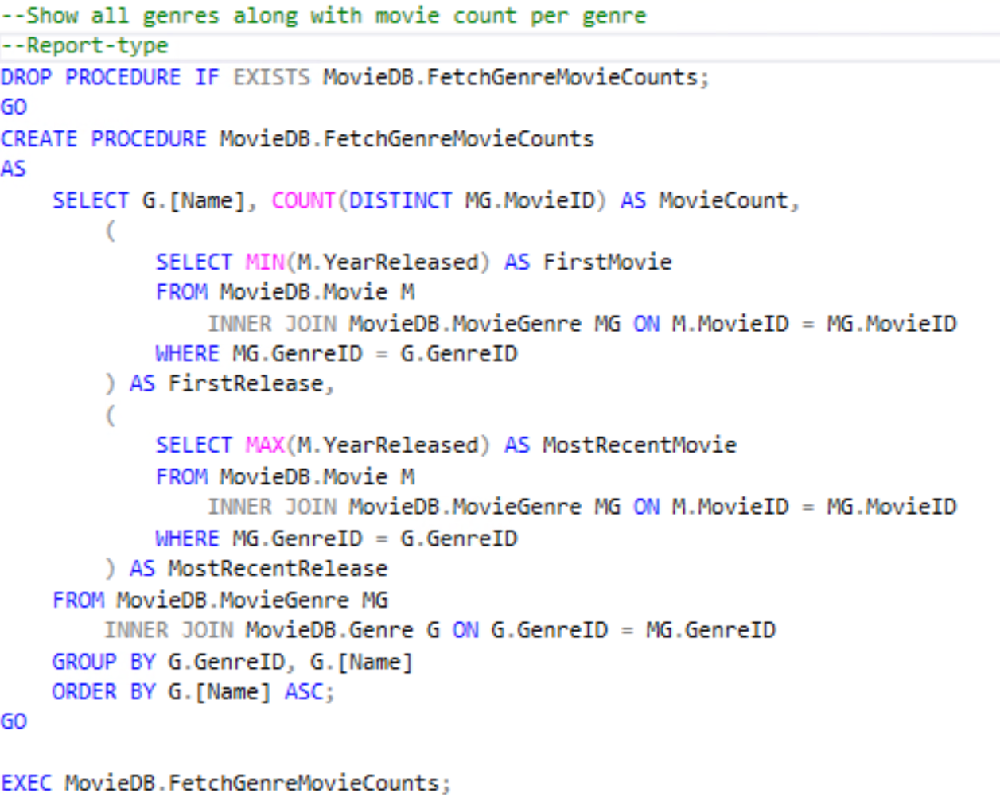 --Show all genres along with movie count per genre
--Report-type
DROP PROCEDURE IF EXISTS MovieDB.FetchGenreMovieCounts;
GO
CREATE PROCEDURE MovieDB.FetchGenreMovieCounts
AS
    SELECT G.[Name], COUNT(DISTINCT MG.MovieID) AS MovieCount,
        (
            SELECT MIN(M.YearReleased) AS FirstMovie
            FROM MovieDB.Movie M
                INNER JOIN MovieDB.MovieGenre MG ON M.MovieID = MG.MovieID
            WHERE MG.GenreID = G.GenreID
        ) AS FirstRelease,
        (
            SELECT MAX(M.YearReleased) AS MostRecentMovie
            FROM MovieDB.Movie M
                INNER JOIN MovieDB.MovieGenre MG ON M.MovieID = MG.MovieID
            WHERE MG.GenreID = G.GenreID
        ) AS MostRecentRelease
    FROM MovieDB.MovieGenre MG
        INNER JOIN MovieDB.Genre G ON G.GenreID = MG.GenreID
    GROUP BY G.GenreID, G.[Name]
    ORDER BY G.[Name] ASC;
GO
EXEC MovieDB.FetchGenreMovieCounts;